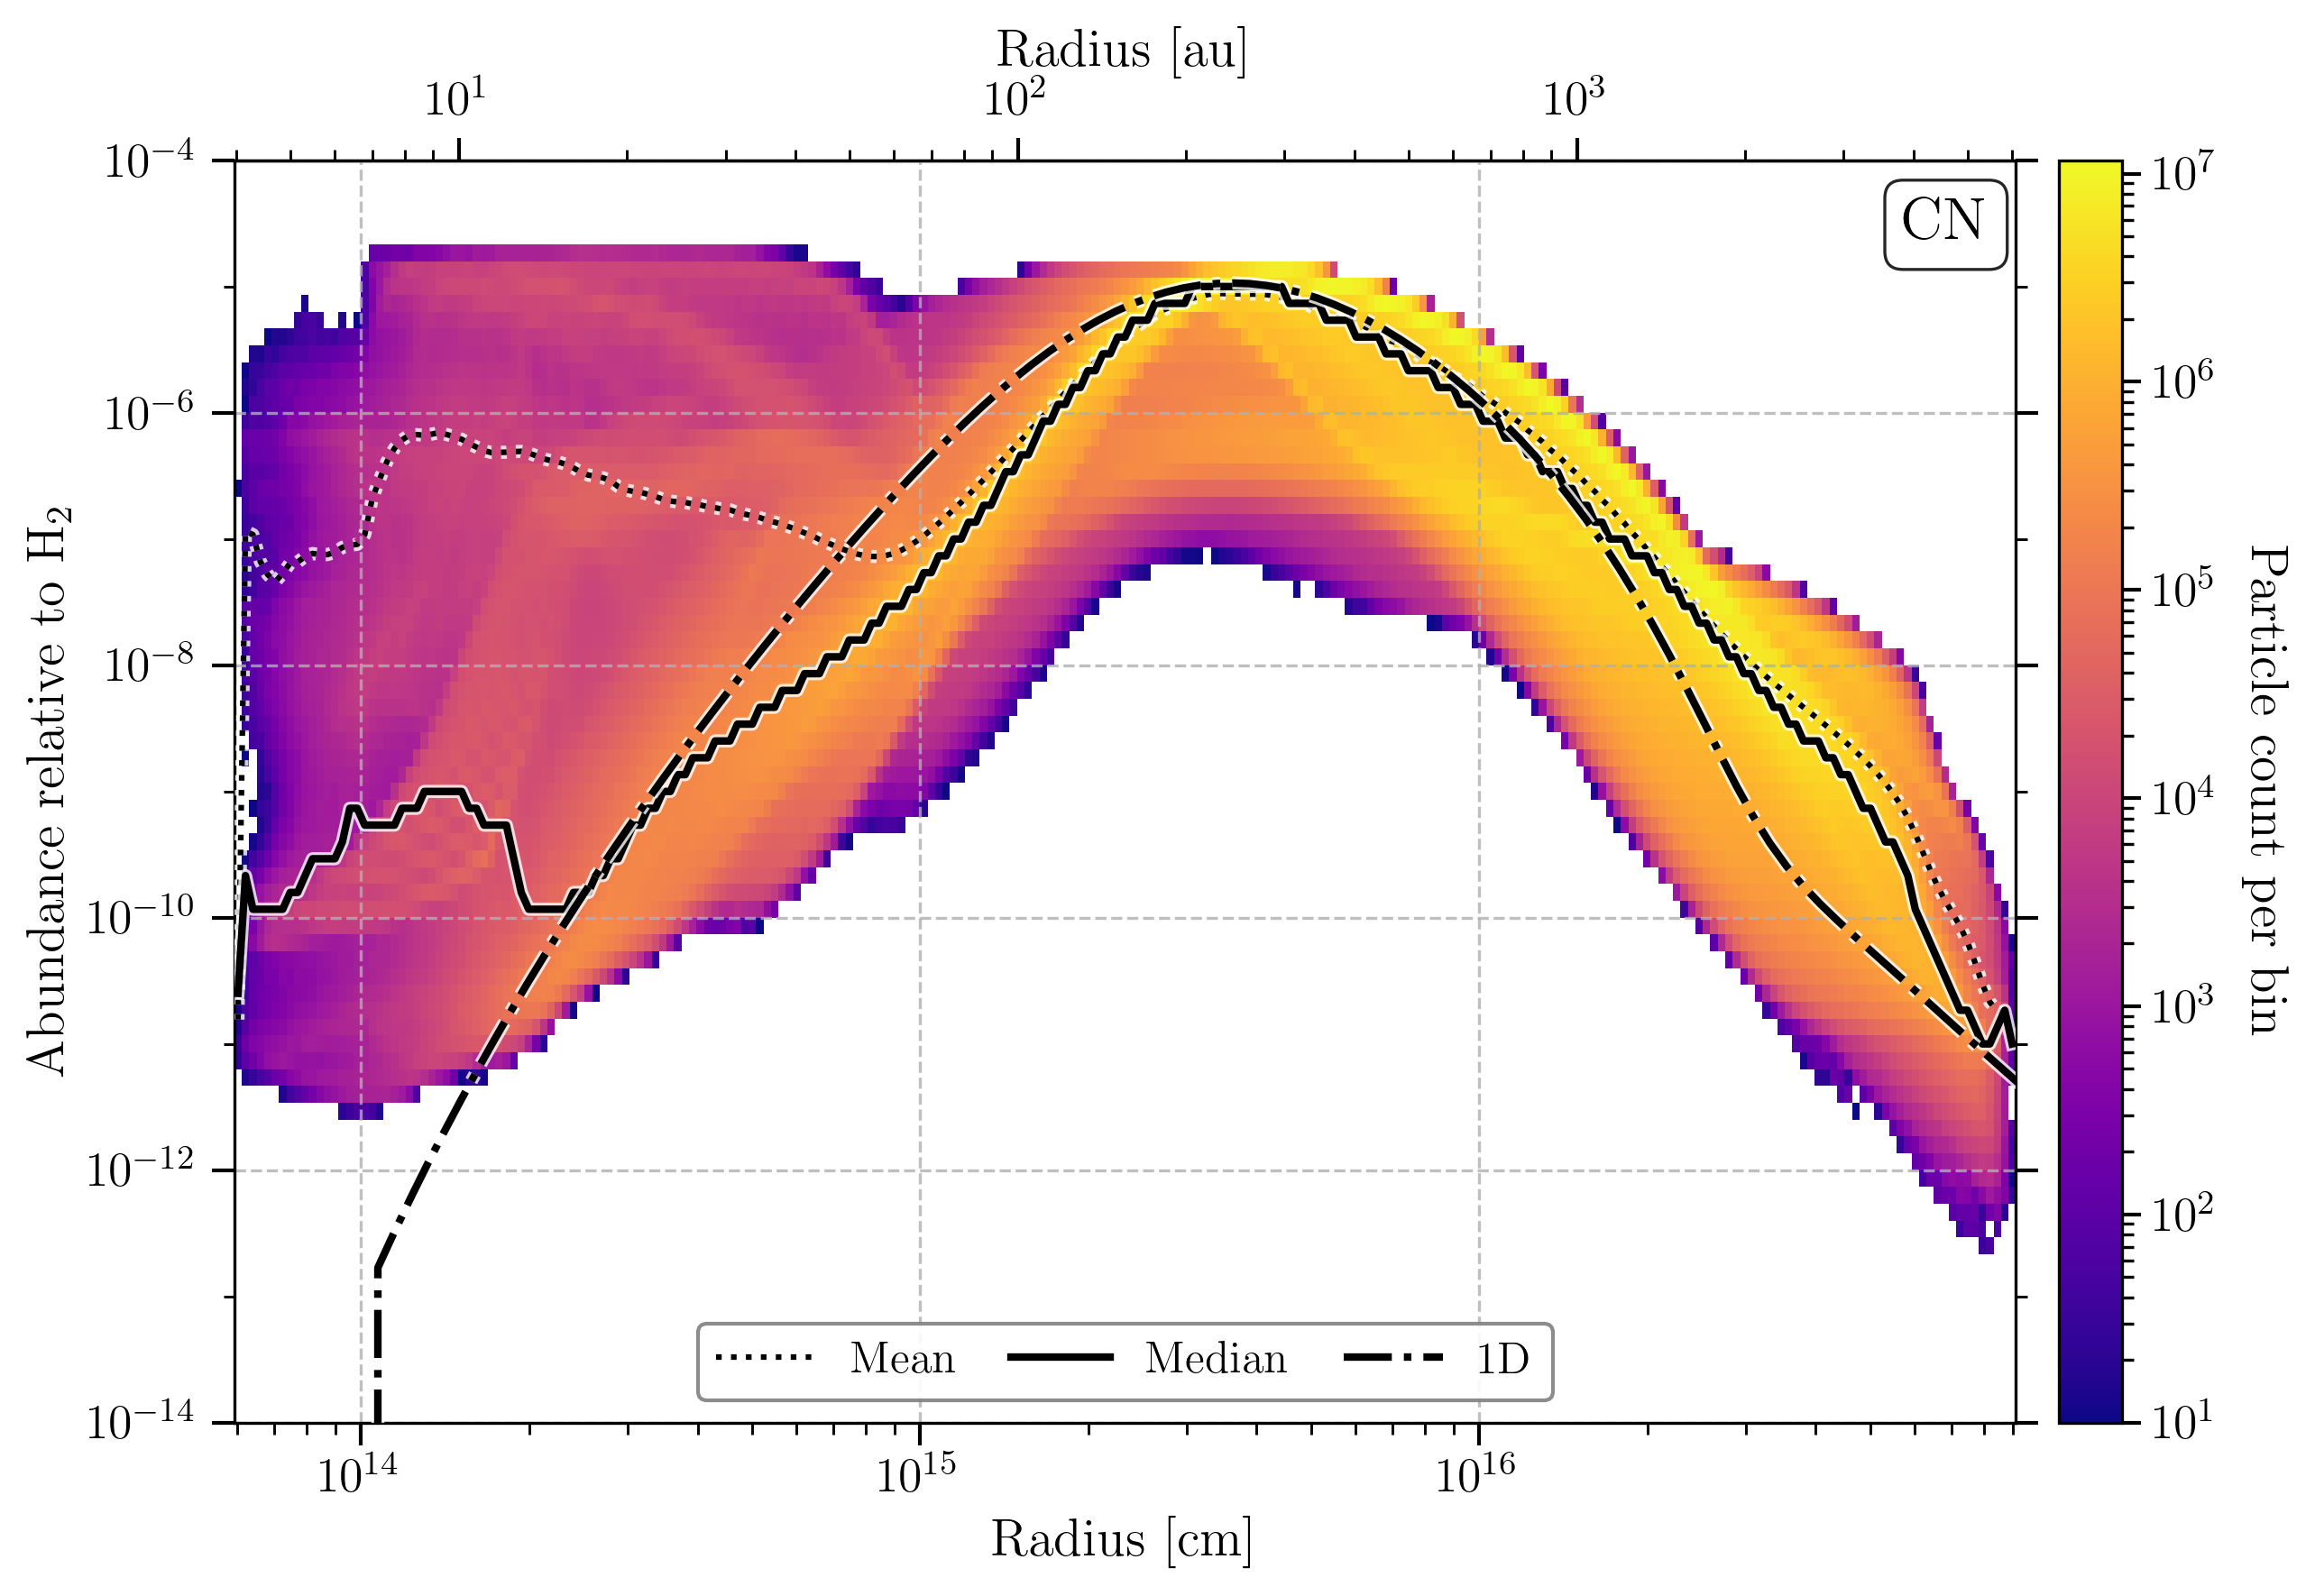 Radius [au]
10¹ 10² 10³
CN
Abundance relative to H₂
10⁻⁴
10⁻⁶
10⁻⁸
10⁻¹⁰
10⁻¹²
10⁻¹⁴
Mean Median 1D
10¹⁴ 10¹⁵ 10¹⁶
Radius [cm]
10⁷
10⁶
10⁵
10⁴
10³
10²
10¹
Particle count per bin